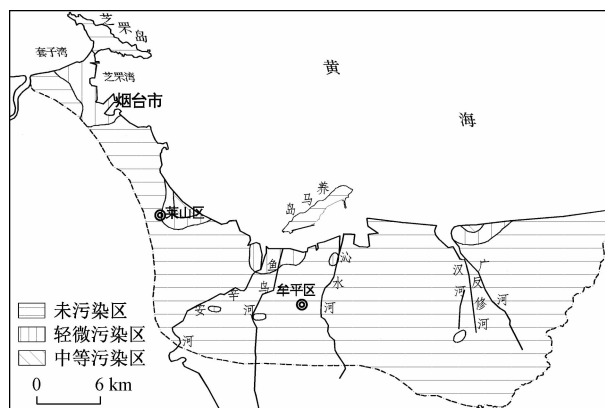 芝罘岛
套子湾
芝罘湾
黄海
烟台市
养马岛
莱山区
鱼鸟河
沁水河
辛安河
牟平区
汉河
广河
反修河
未污染区
轻微污染区
中等污染区
0 6 km